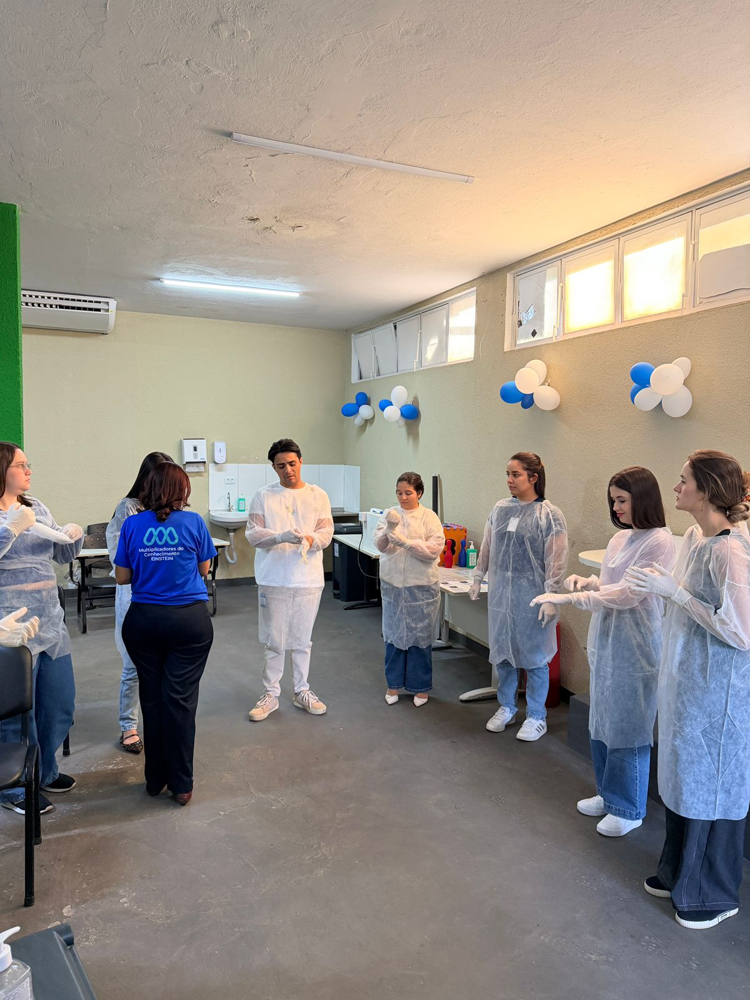 Multiplicadores do
Conhecimento
EINSTEIN